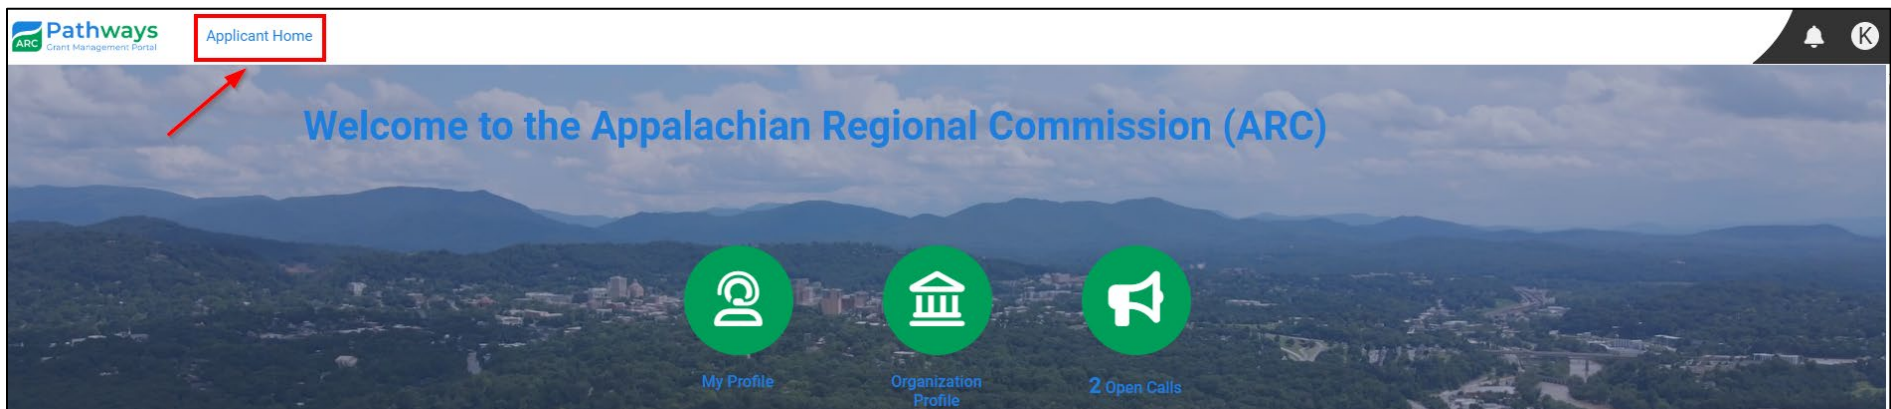 ARC
Pathways
Grant Management Portal
Applicant Home
K
Welcome to the Appalachian Regional Commission (ARC)
My Profile
Organization
Profile
2 Open Calls